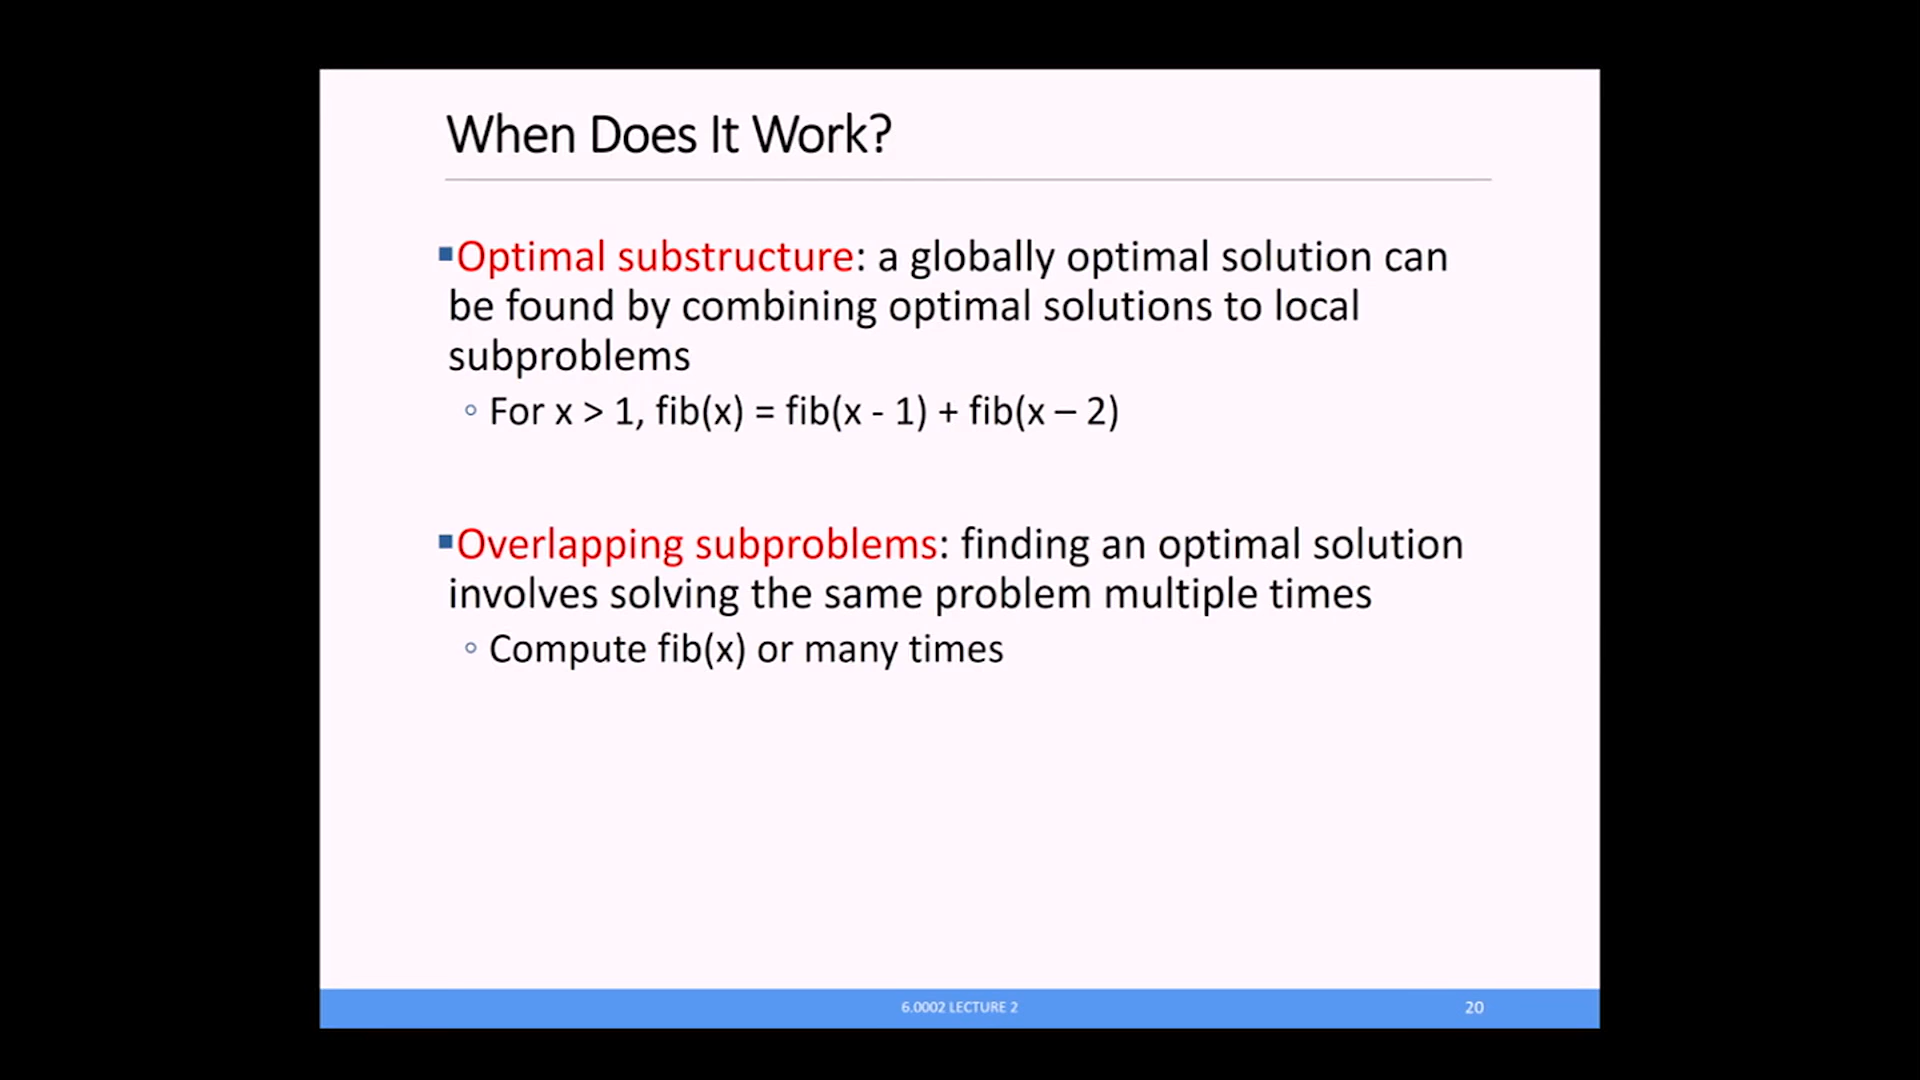 When Does It Work?
▪Optimal substructure: a globally optimal solution can
be found by combining optimal solutions to local
subproblems
◦ For x > 1, fib(x) = fib(x - 1) + fib(x – 2)
▪Overlapping subproblems: finding an optimal solution
involves solving the same problem multiple times
◦ Compute fib(x) or many times
6.0002 LECTURE 2
20